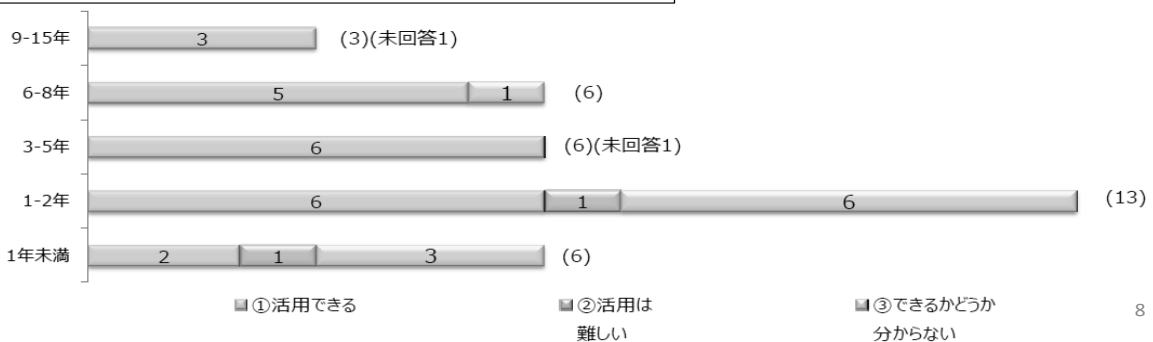 9-15年 3 (3)(未回答1)
6-8年 5 1 (6)
3-5年 6 (6)(未回答1)
1-2年 6 1 6 (13)
1年未満 2 1 3 (6)
①活用できる ②活用は ③できるかどうか 8
難しい 分からない